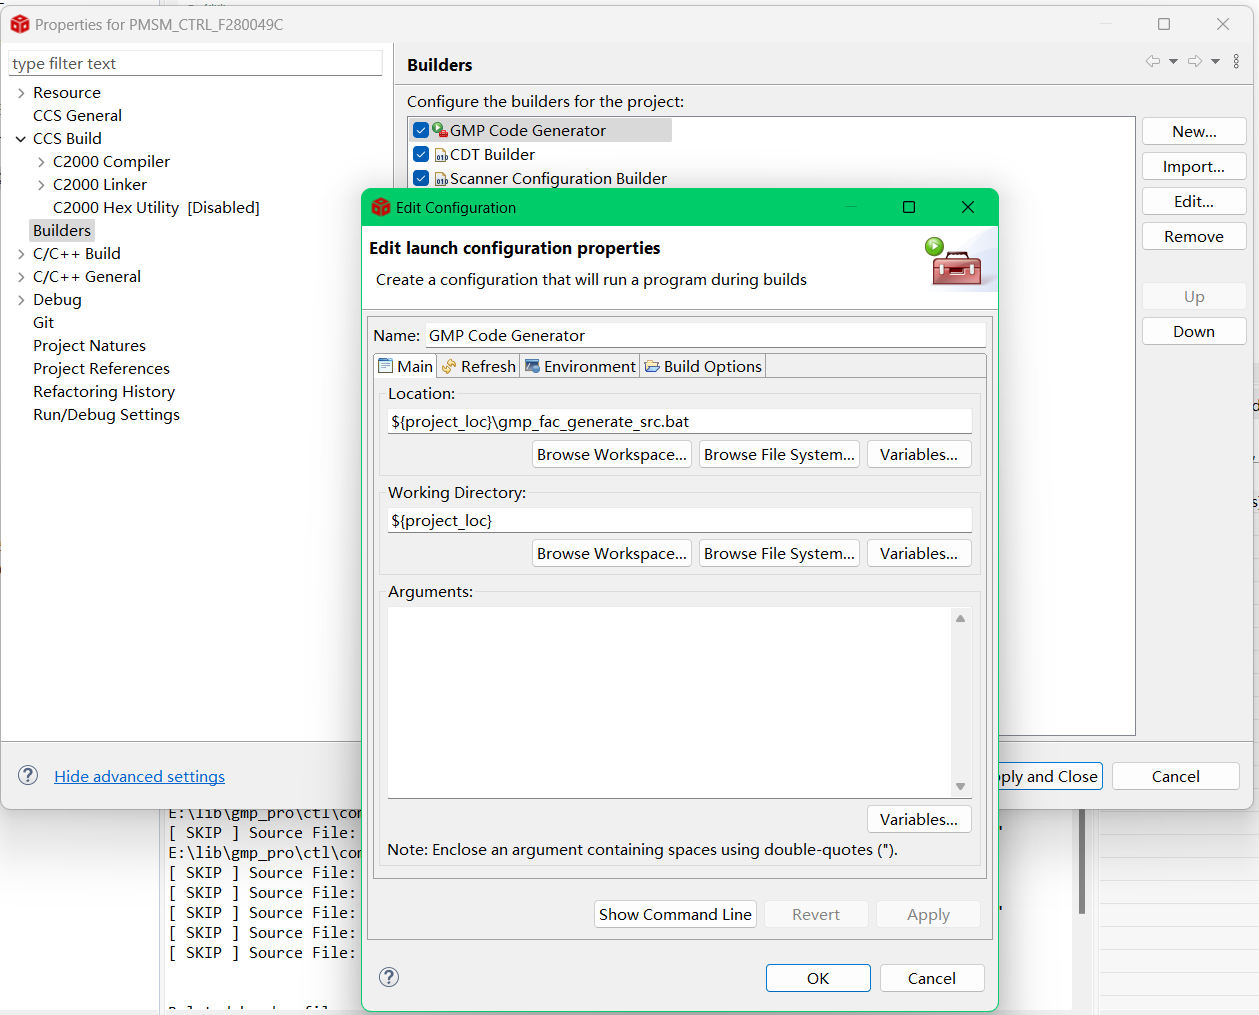 Properties for PMSM_CTRL_F280049C
type filter text
Resource
CCS General
CCS Build
C2000 Compiler
C2000 Linker
C2000 Hex Utility [Disabled]
Builders
C/C++ Build
C/C++ General
Debug
Git
Project Natures
Project References
Refactoring History
Run/Debug Settings
Hide advanced settings
Builders
Configure the builders for the project:
GMP Code Generator
CDT Builder
Scanner Configuration Builder
New...
Import...
Edit...
Remove
Up
Down
Edit Configuration
Edit launch configuration properties
Create a configuration that will run a program during builds
Name: GMP Code Generator
Main Refresh Environment Build Options
Location:
${project_loc}\gmp_fac_generate_src.bat
Browse Workspace... Browse File System... Variables...
Working Directory:
${project_loc}
Browse Workspace... Browse File System... Variables...
Arguments:
Variables...
Note: Enclose an argument containing spaces using double-quotes (").
Show Command Line Revert Apply
OK Cancel
ply and Close Cancel
E:\lib\gmp_pro\ctl\con
[ SKIP ] Source File:
E:\lib\gmp_pro\ctl\con
[ SKIP ] Source File:
[ SKIP ] Source File:
[ SKIP ] Source File:
[ SKIP ] Source File:
[ SKIP ] Source File: